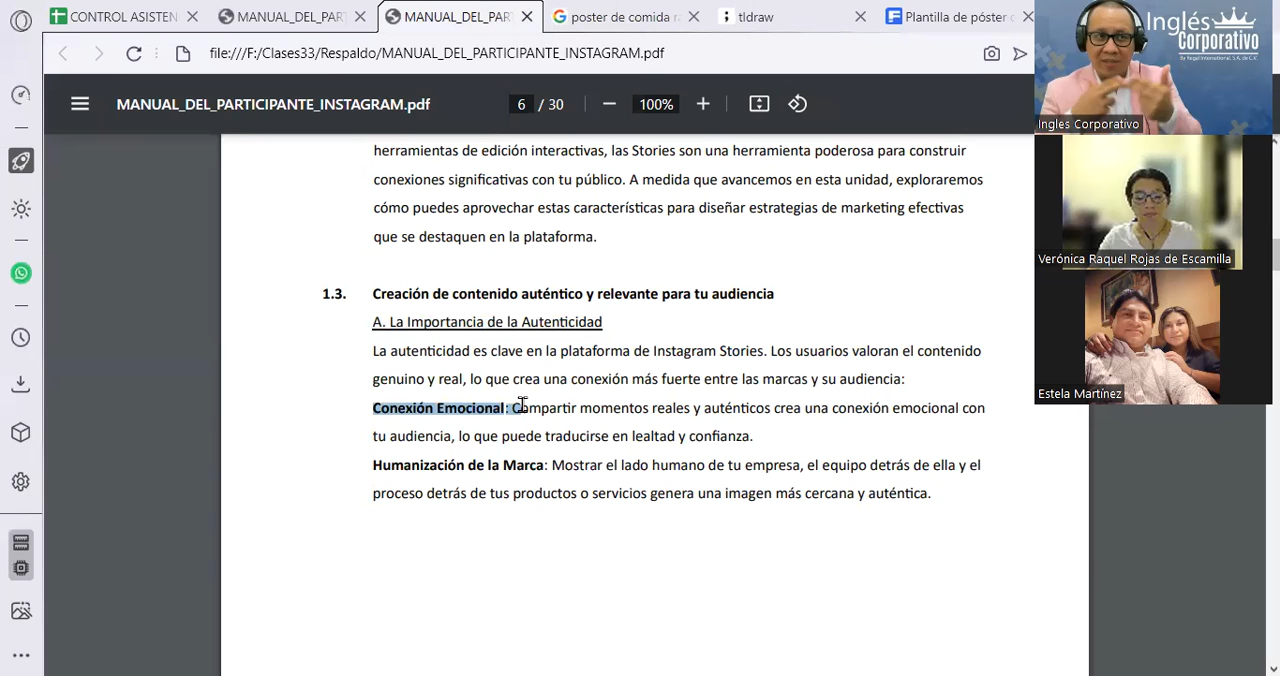 CONTROL ASISTEN
MANUAL_DEL_PAR
MANUAL_DEL_PAR
poster de comida
tldraw
Plantilla de póster
file:///F:/Clases33/Respaldo/MANUAL_DEL_PARTICIPANTE_INSTAGRAM.pdf
MANUAL_DEL_PARTICIPANTE_INSTAGRAM.pdf
6 / 30
100%
herramientas de edición interactivas, las Stories son una herramienta poderosa para construir
conexiones significativas con tu público. A medida que avancemos en esta unidad, exploraremos
cómo puedes aprovechar estas características para diseñar estrategias de marketing efectivas
que se destaquen en la plataforma.
1.3. Creación de contenido auténtico y relevante para tu audiencia
A. La Importancia de la Autenticidad
La autenticidad es clave en la plataforma de Instagram Stories. Los usuarios valoran el contenido
genuino y real, lo que crea una conexión más fuerte entre las marcas y su audiencia:
Conexión Emocional: Compartir momentos reales y auténticos crea una conexión emocional con
tu audiencia, lo que puede traducirse en lealtad y confianza.
Humanización de la Marca: Mostrar el lado humano de tu empresa, el equipo detrás de ella y el
proceso detrás de tus productos o servicios genera una imagen más cercana y auténtica.
Inglés
Corporativo
By Regal International, S.A. de C.V.
Ingles Corporativo
Verónica Raquel Rojas de Escamilla
Estela Martínez